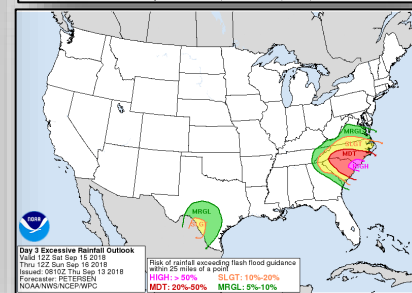 MRGL
SLGT
MDT
HIGH
MRGL
SLGT
NOAA
Day 3 Excessive Rainfall Outlook
Valid 12Z Sat Sep 15 2018
Thru 12Z Sun Sep 16 2018
Issued: 0810Z Thu Sep 13 2018
Forecaster: PETERSEN
NOAA/NWS/NCEP/WPC
Risk of rainfall exceeding flash flood guidance
within 25 miles of a point
HIGH: > 50% SLGT: 10%-20%
MDT: 20%-50% MRGL: 5%-10%